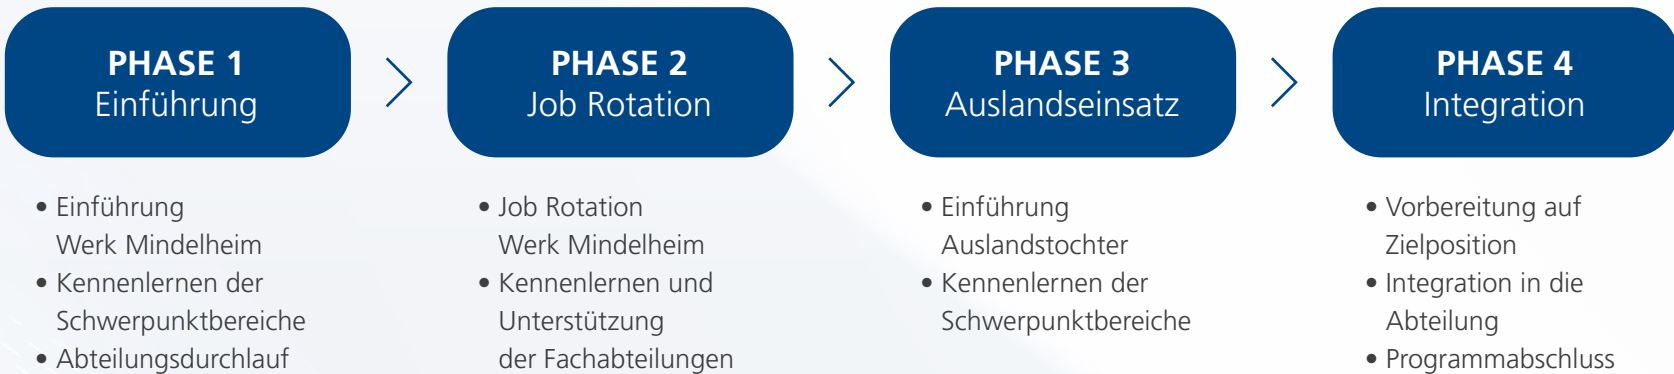 PHASE 1
Einführung
PHASE 2
Job Rotation
PHASE 3
Auslandseinsatz
PHASE 4
Integration
• Einführung
Werk Mindelheim
• Kennenlernen der
Schwerpunktbereiche
• Abteilungsdurchlauf
• Job Rotation
Werk Mindelheim
• Kennenlernen und
Unterstützung
der Fachabteilungen
• Einführung
Auslandstochter
• Kennenlernen der
Schwerpunktbereiche
• Vorbereitung auf
Zielposition
• Integration in die
Abteilung
• Programmabschluss